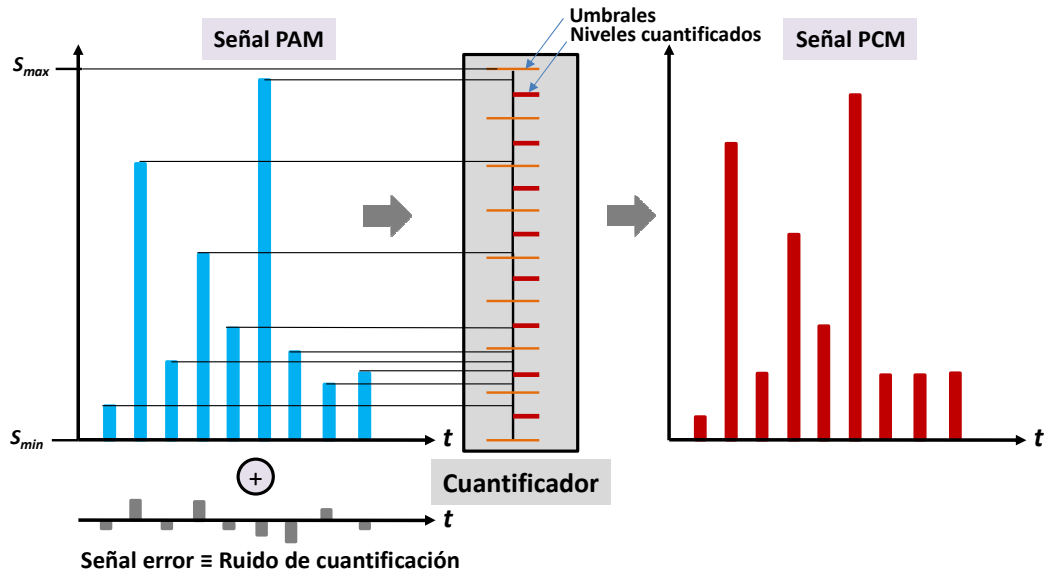 Umbrales
Niveles cuantificados
Señal PAM
Señal PCM
Smax
Smin
t
t
+
Cuantificador
t
Señal error ≡ Ruido de cuantificación